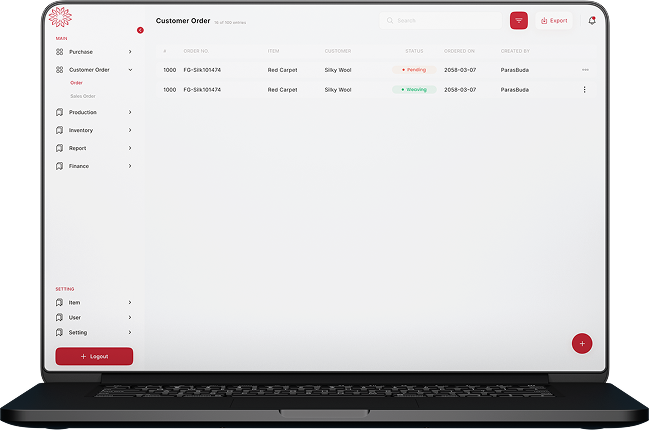 Customer Order 10 of 100 entries
Search
Export
MAIN
Purchase
Customer Order
Order
Sales Order
Production
Inventory
Report
Finance
# ORDER NO ITEM CUSTOMER STATUS ORDERED ON CREATED BY
1000 FG-Silk101474 Red Carpet Silky Wool Pending 2058-03-07 ParasBuda
1000 FG-Silk101474 Red Carpet Silky Wool Weaving 2058-03-07 ParasBuda
SETTING
Item
User
Setting
Logout